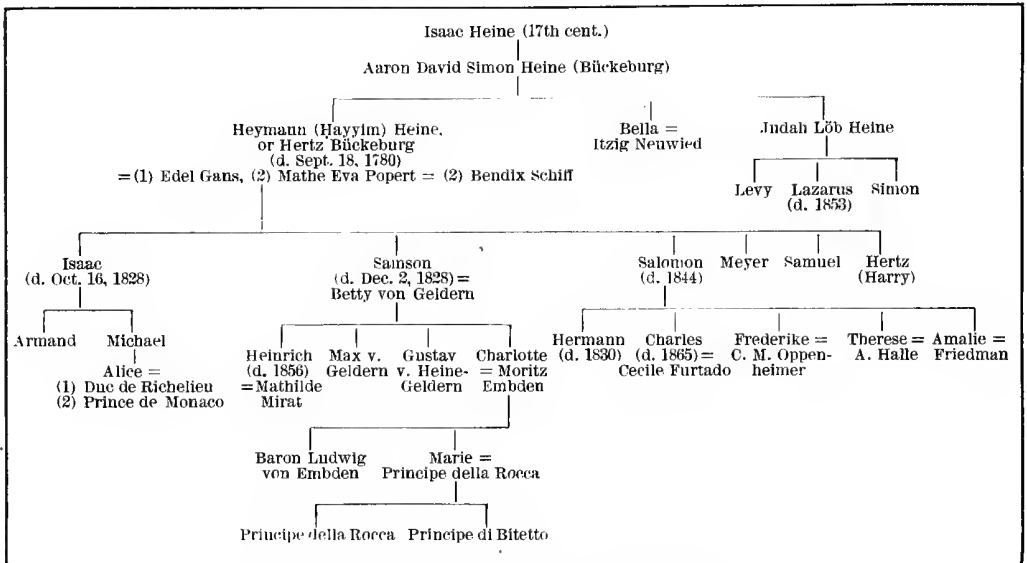 Isaac Heine (17th cent.)
Aaron David Simon Heine (Bückeburg)
Heymann (Hayyim) Heine,
or Hertz Bückeburg
(d. Sept. 18, 1780)
= (1) Edel Gans, (2) Mathe Eva Popert = (2) Bendix Schiff
Bella =
Itzig Neuwied
Judah Löb Heine
Levy
Lazarus
(d. 1853)
Simon
Isaac
(d. Oct. 16, 1828)
Samson
(d. Dec. 2, 1828) =
Betty von Geldern
Salomon
(d. 1844)
Meyer
Samuel
Hertz
(Harry)
Armand
Michael
Alice =
(1) Duc de Richelieu
(2) Prince de Monaco
Heinrich
(d. 1856)
= Mathilde
Mirat
Max v.
Geldern
Gustav
v. Heine-
Geldern
Charlotte
= Moritz
Embden
Hermann
(d. 1830)
Charles
(d. 1865) =
Cecile Furtado
Frederike =
C. M. Oppen-
heimer
Therese =
A. Halle
Amalie =
Friedman
Baron Ludwig
von Embden
Marie =
Principe della Rocca
Principe della Rocca
Principe di Bitetto